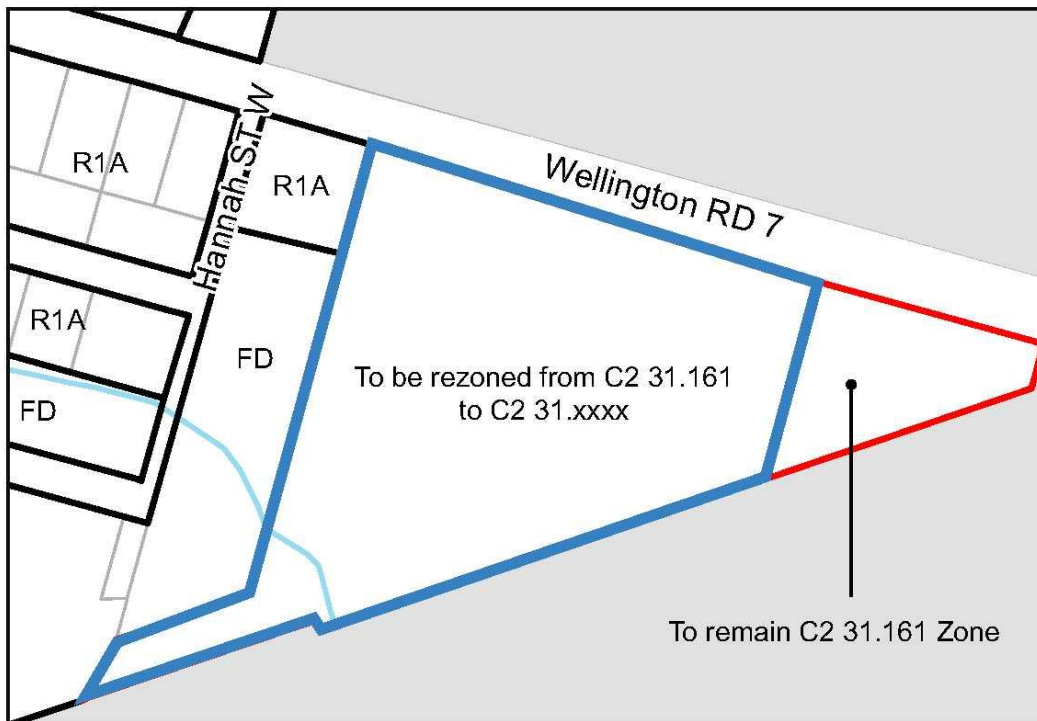 Hannah ST W
R1A
R1A
Wellington RD 7
R1A
FD
To be rezoned from C2 31.161
to C2 31.xxxx
FD
To remain C2 31.161 Zone